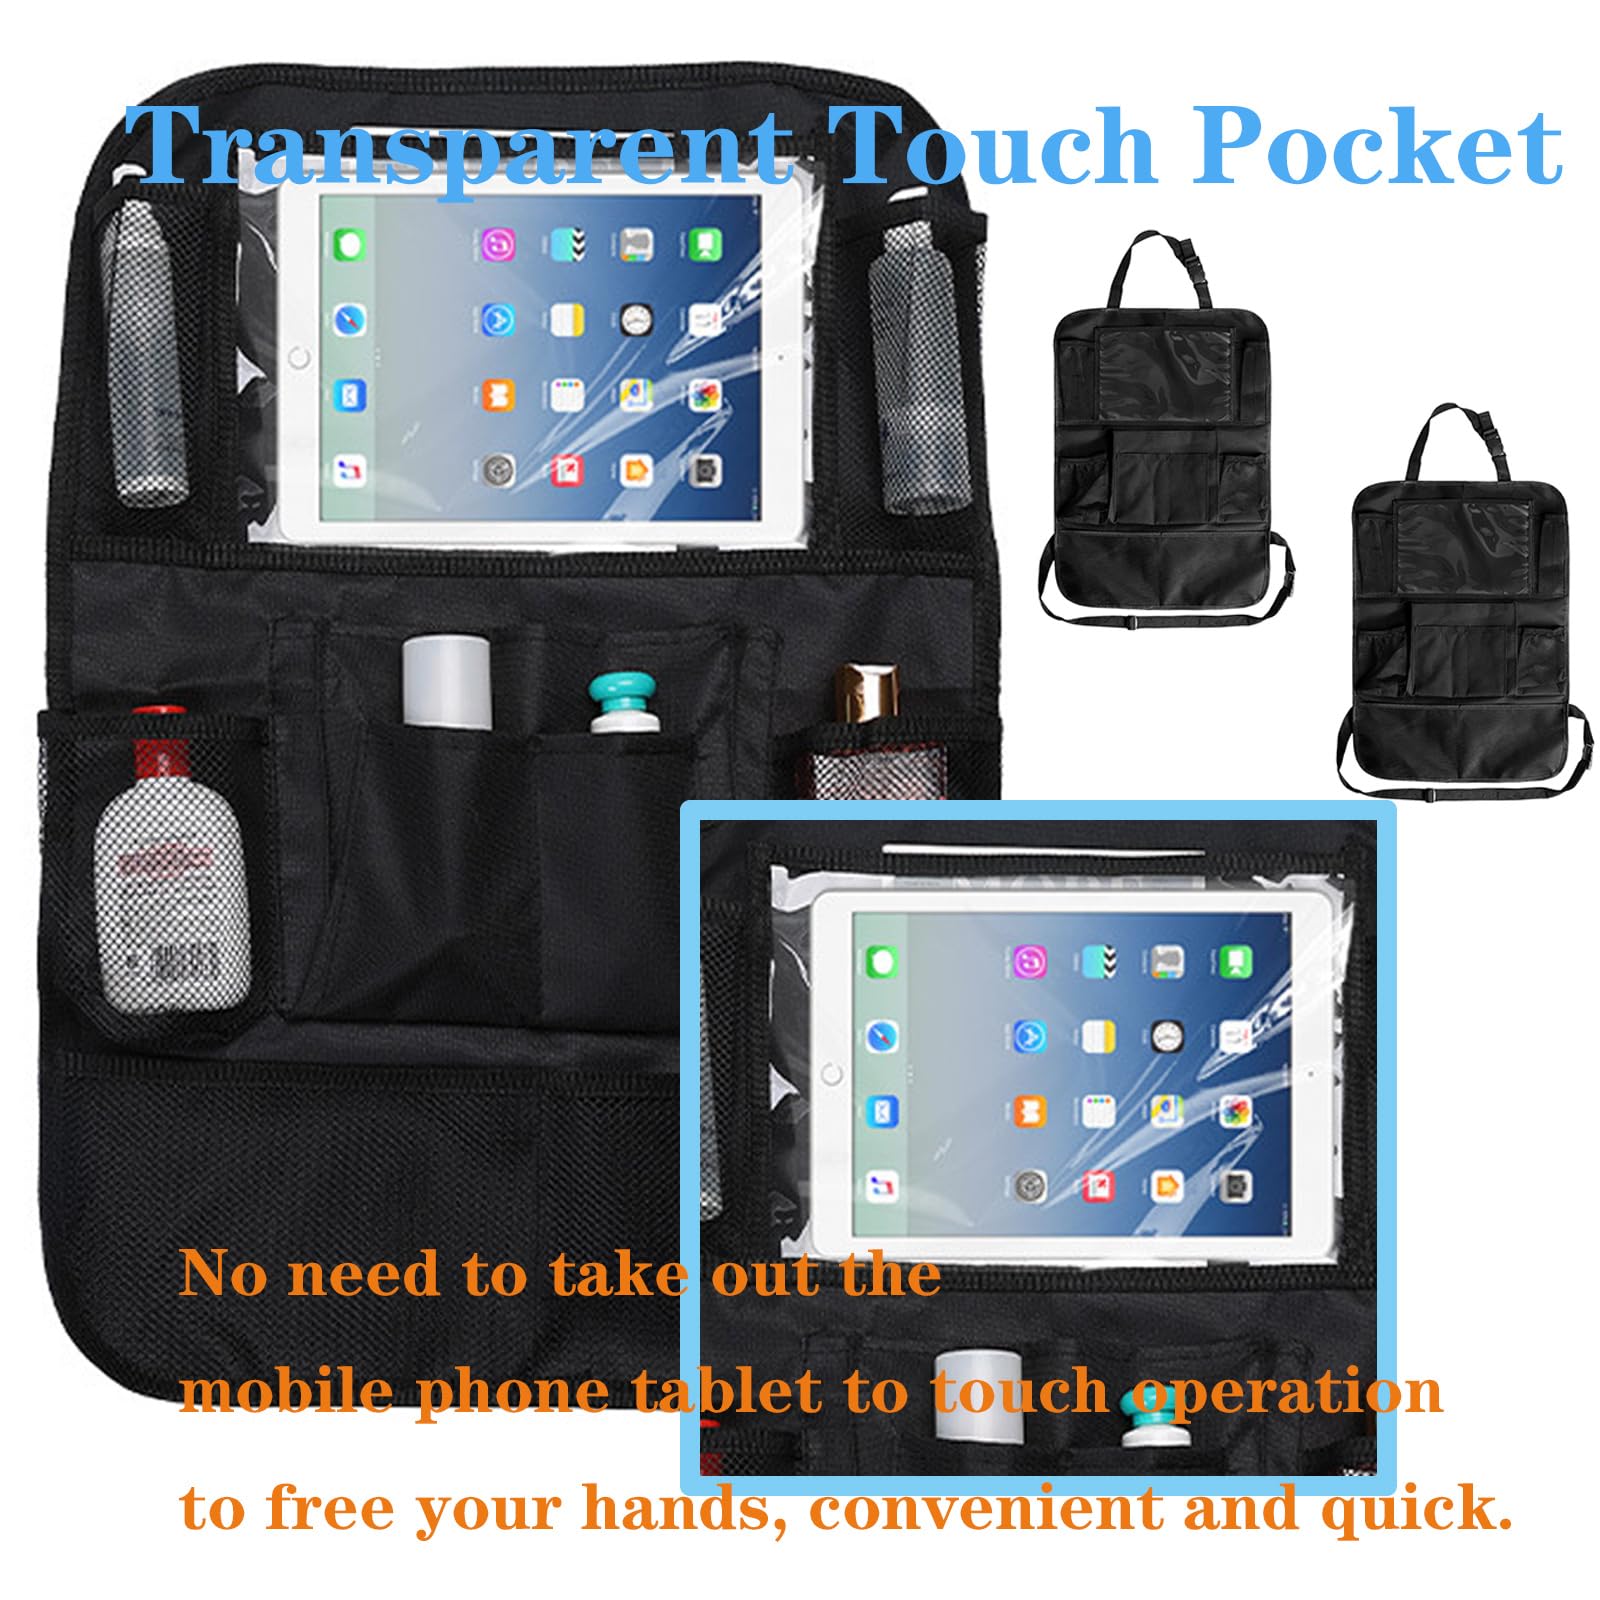 Transparent Touch Pocket
No need to take out the
mobile phone tablet to touch operation
to free your hands, convenient and quick.